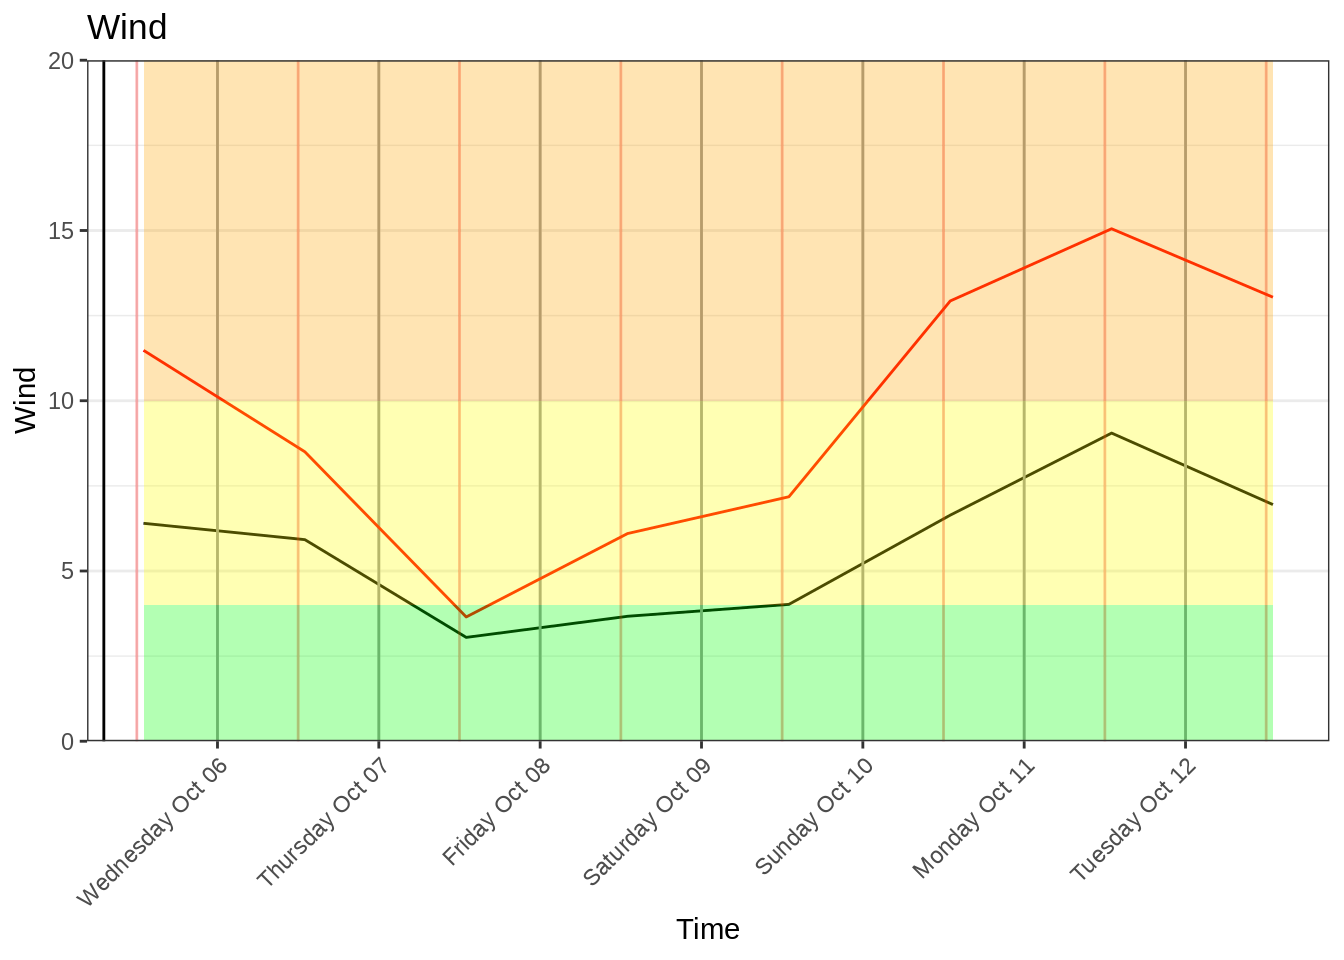 Wind
20
15
10
5
0
Wind
Wednesday Oct 06
Thursday Oct 07
Friday Oct 08
Saturday Oct 09
Sunday Oct 10
Monday Oct 11
Tuesday Oct 12
Time